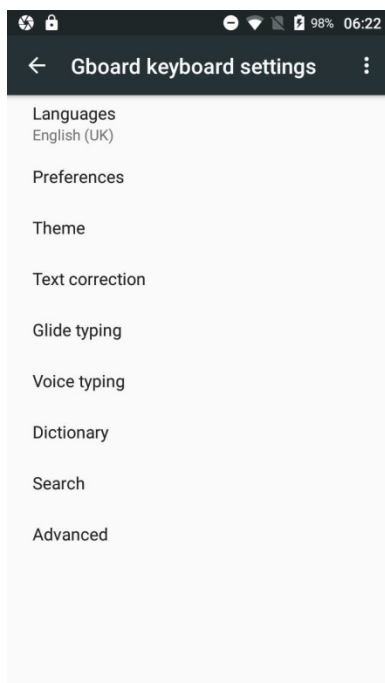 98% 06:22
Gboard keyboard settings
Languages
English (UK)
Preferences
Theme
Text correction
Glide typing
Voice typing
Dictionary
Search
Advanced